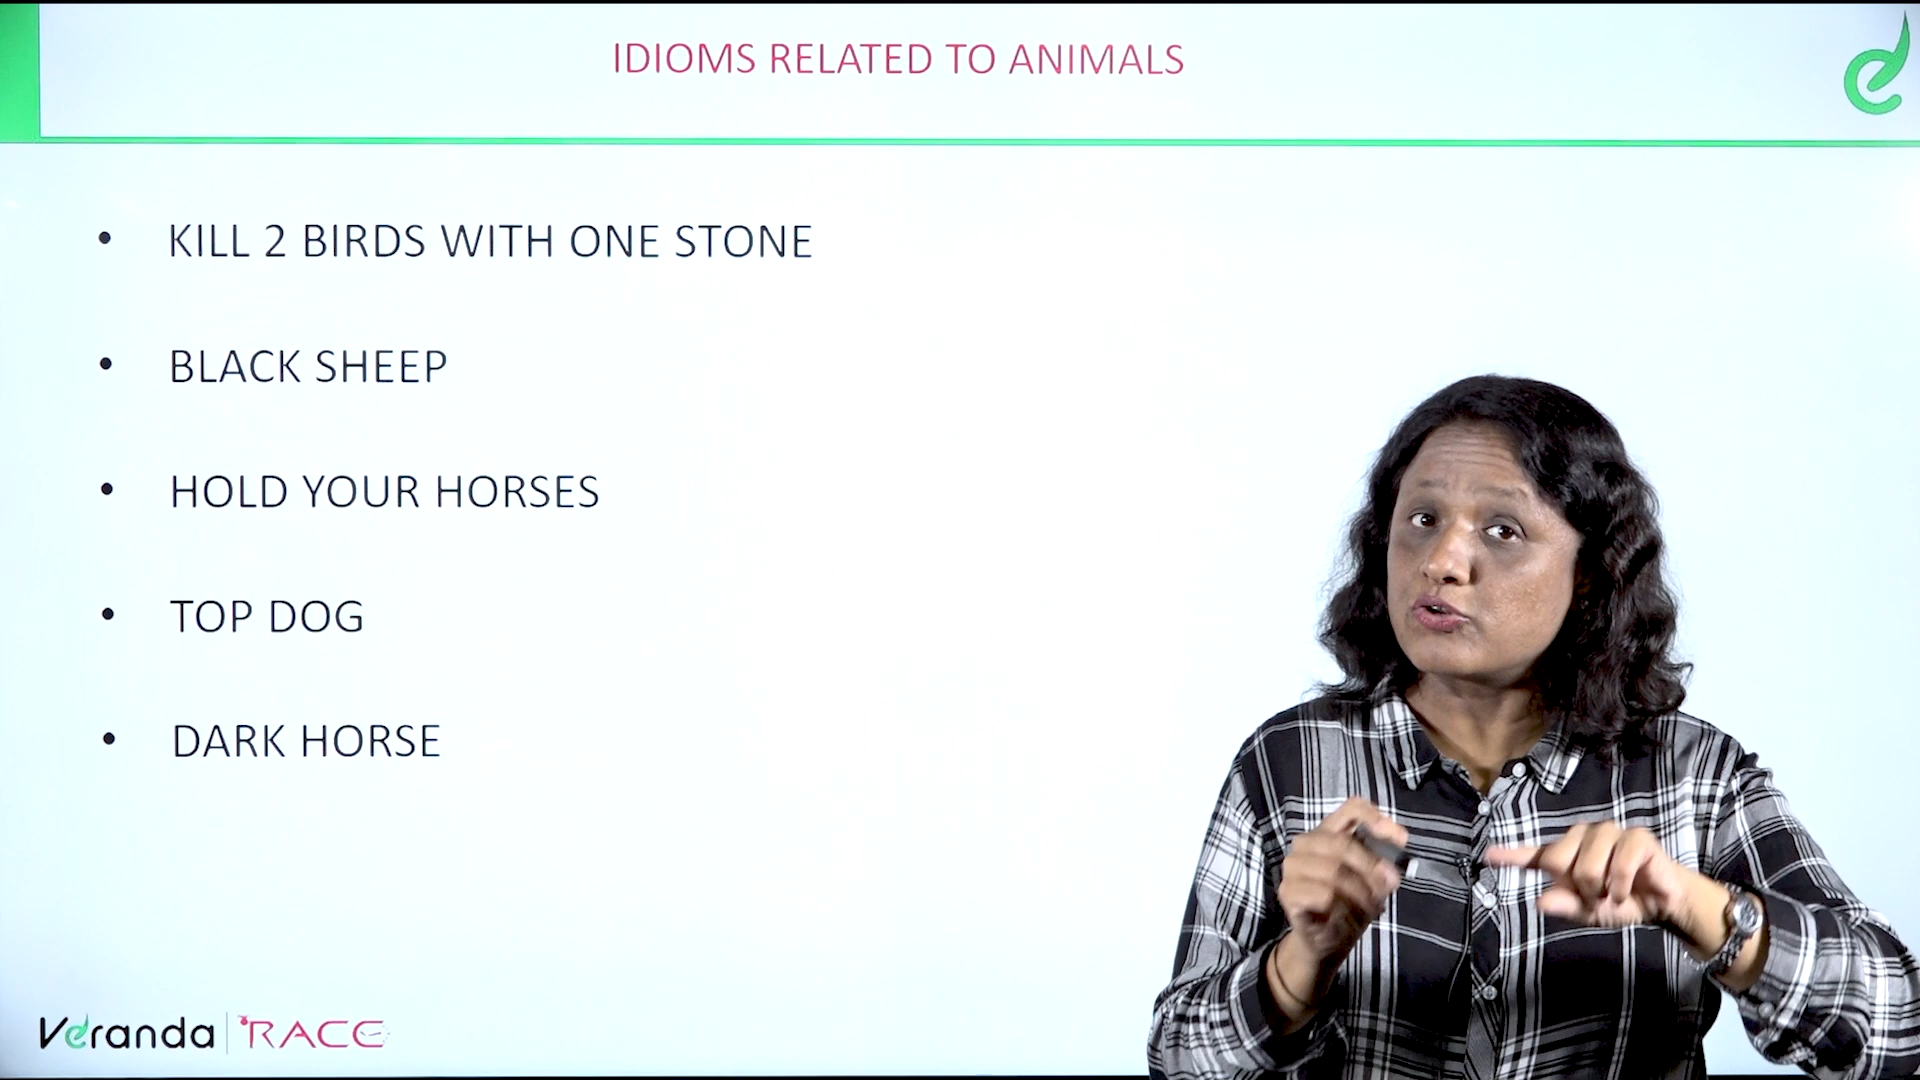 IDIOMS RELATED TO ANIMALS
• KILL 2 BIRDS WITH ONE STONE
• BLACK SHEEP
• HOLD YOUR HORSES
• TOP DOG
• DARK HORSE
Veranda RACE